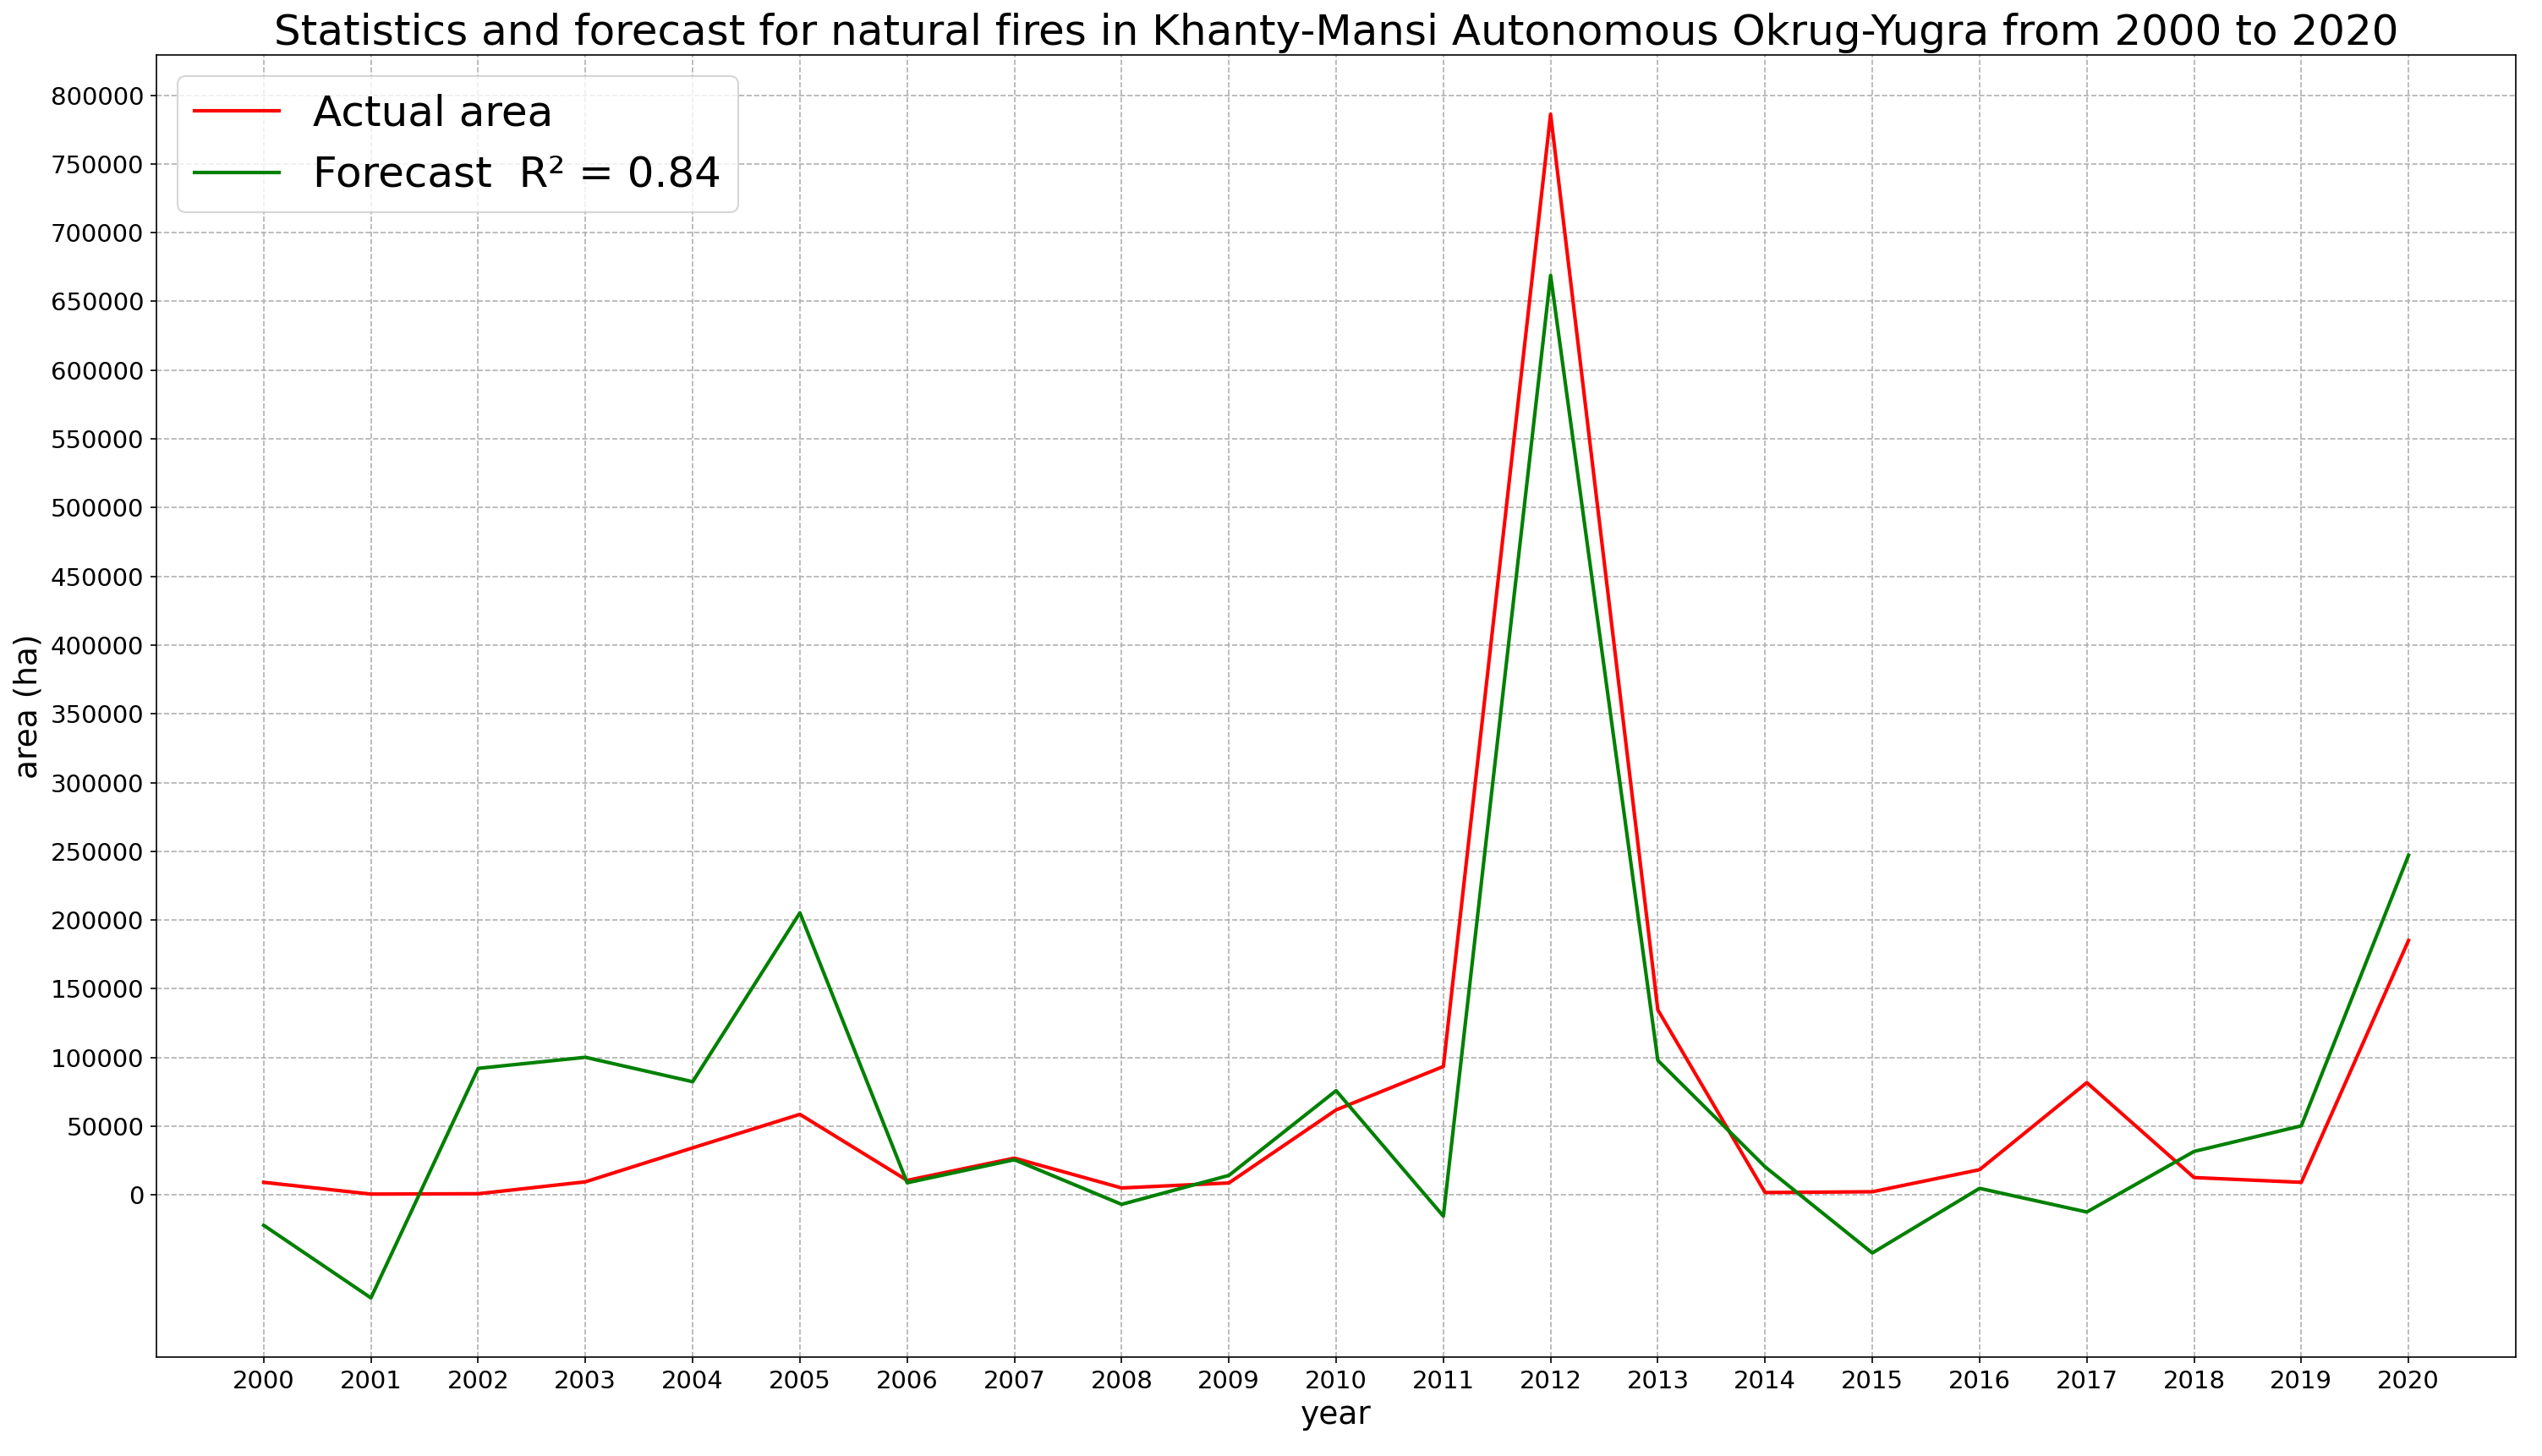 Statistics and forecast for natural fires in Khanty-Mansi Autonomous Okrug-Yugra from 2000 to 2020
Actual area
Forecast  R² = 0.84
800000
750000
700000
650000
600000
550000
500000
450000
400000
350000
300000
250000
200000
150000
100000
50000
0
area (ha)
2000 2001 2002 2003 2004 2005 2006 2007 2008 2009 2010 2011 2012 2013 2014 2015 2016 2017 2018 2019 2020
year